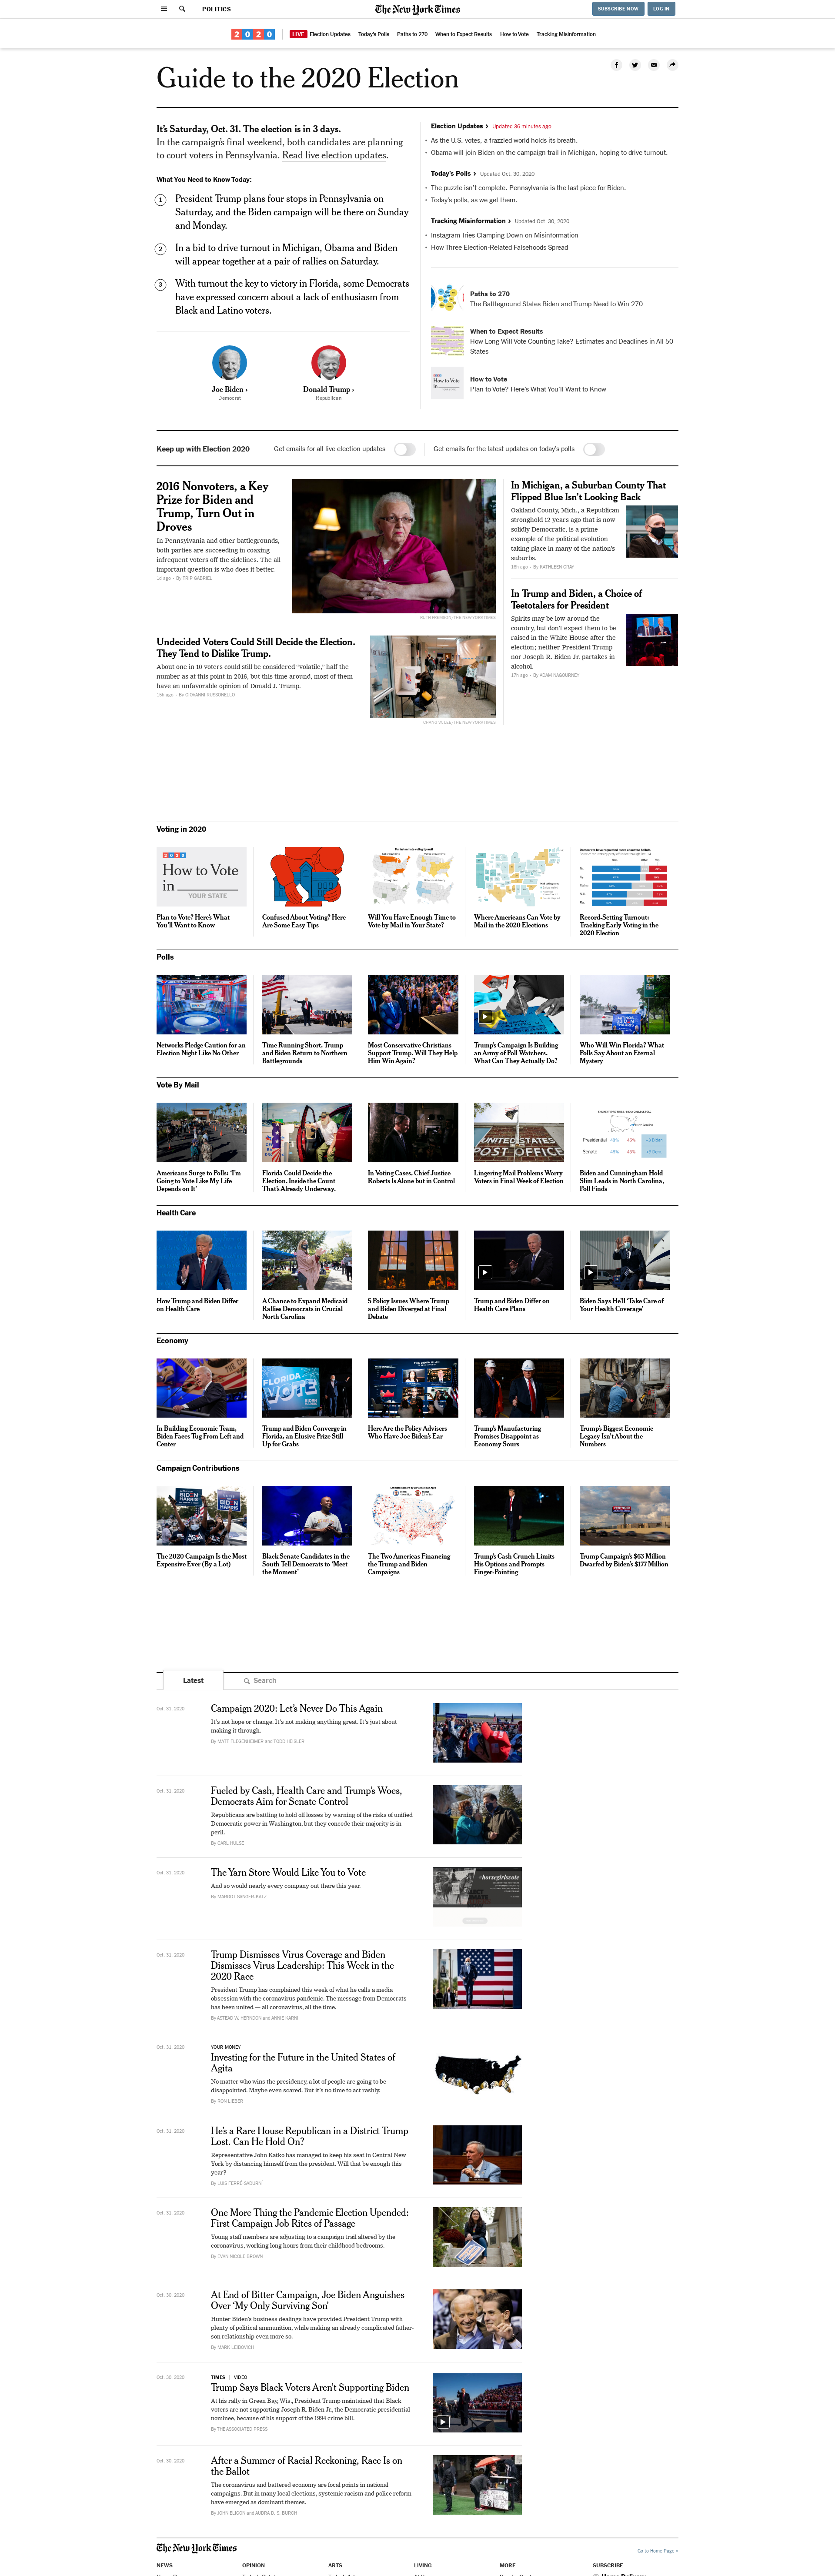 POLITICS
The New York Times
SUBSCRIBE NOW
LOG IN
2020
LIVE Election Updates
Today's Polls
Paths to 270
When to Expect Results
How to Vote
Tracking Misinformation
Guide to the 2020 Election
It's Saturday, Oct. 31. The election is in 3 days.
In the campaign's final weekend, both candidates are planning
to court voters in Pennsylvania. Read live election updates.
What You Need to Know Today:
1
President Trump plans four stops in Pennsylvania on
Saturday, and the Biden campaign will be there on Sunday
and Monday.
2
In a bid to drive turnout in Michigan, Obama and Biden
will appear together at a pair of rallies on Saturday.
3
With turnout the key to victory in Florida, some Democrats
have expressed concern about a lack of enthusiasm from
Black and Latino voters.
Joe Biden ›
Democrat
Donald Trump ›
Republican
Election Updates › Updated 36 minutes ago
• As the U.S. votes, a frazzled world holds its breath.
• Obama will join Biden on the campaign trail in Michigan, hoping to drive turnout.
Today's Polls › Updated Oct. 30, 2020
• The puzzle isn't complete. Pennsylvania is the last piece for Biden.
• Today's polls, as we get them.
Tracking Misinformation › Updated Oct. 30, 2020
• Instagram Tries Clamping Down on Misinformation
• How Three Election-Related Falsehoods Spread
Paths to 270
The Battleground States Biden and Trump Need to Win 270
When to Expect Results
How Long Will Vote Counting Take? Estimates and Deadlines in All 50
States
How to Vote
in
How to Vote
Plan to Vote? Here's What You'll Want to Know
Keep up with Election 2020
Get emails for all live election updates
Get emails for the latest updates on today's polls
2016 Nonvoters, a Key
Prize for Biden and
Trump, Turn Out in
Droves
In Pennsylvania and other battlegrounds,
both parties are succeeding in coaxing
infrequent voters off the sidelines. The all-
important question is who does it better.
1d ago • By TRIP GABRIEL
RUTH FREMSON/THE NEW YORK TIMES
Undecided Voters Could Still Decide the Election.
They Tend to Dislike Trump.
About one in 10 voters could still be considered "volatile," half the
number as at this point in 2016, but this time around, most of them
have an unfavorable opinion of Donald J. Trump.
15h ago • By GIOVANNI RUSSONELLO
CHANG W. LEE/THE NEW YORK TIMES
In Michigan, a Suburban County That
Flipped Blue Isn't Looking Back
Oakland County, Mich., a Republican
stronghold 12 years ago that is now
solidly Democratic, is a prime
example of the political evolution
taking place in many of the nation's
suburbs.
18h ago • By KATHLEEN GRAY
In Trump and Biden, a Choice of
Teetotalers for President
Spirits may be low around the
country, but don't expect them to be
raised in the White House after the
election; neither President Trump
nor Joseph R. Biden Jr. partakes in
alcohol.
17h ago • By ADAM NAGOURNEY
Voting in 2020
2020
How to Vote
in
YOUR STATE
Plan to Vote? Here's What
You'll Want to Know
Confused About Voting? Here
Are Some Easy Tips
Will You Have Enough Time to
Vote by Mail in Your State?
Where Americans Can Vote by
Mail in the 2020 Elections
Record-Setting Turnout:
Tracking Early Voting in the
2020 Election
Polls
Networks Pledge Caution for an
Election Night Like No Other
Time Running Short, Trump
and Biden Return to Northern
Battlegrounds
Most Conservative Christians
Support Trump. Will They Help
Him Win Again?
Trump's Campaign Is Building
an Army of Poll Watchers.
What Can They Actually Do?
Who Will Win Florida? What
Polls Say About an Eternal
Mystery
Vote By Mail
UNITED STATES
POST OFFICE
Presidential
Senate
Americans Surge to Polls: 'I'm
Going to Vote Like My Life
Depends on It'
Florida Could Decide the
Election. Inside the Count
That's Already Underway.
In Voting Cases, Chief Justice
Roberts Is Alone but in Control
Lingering Mail Problems Worry
Voters in Final Week of Election
Biden and Cunningham Hold
Slim Leads in North Carolina,
Poll Finds
Health Care
How Trump and Biden Differ
on Health Care
A Chance to Expand Medicaid
Rallies Democrats in Crucial
North Carolina
5 Policy Issues Where Trump
and Biden Diverged at Final
Debate
Trump and Biden Differ on
Health Care Plans
Biden Says He'll 'Take Care of
Your Health Coverage'
Economy
FLORIDA
VOTE
In Building Economic Team,
Biden Faces Tug From Left and
Center
Trump and Biden Converge in
Florida, an Elusive Prize Still
Up for Grabs
Here Are the Policy Advisers
Who Have Joe Biden's Ear
Trump's Manufacturing
Promises Disappoint as
Economy Sours
Trump's Biggest Economic
Legacy Isn't About the
Numbers
Campaign Contributions
BIDEN
HARRIS
BIDEN
HARRIS
The 2020 Campaign Is the Most
Expensive Ever (By a Lot)
Black Senate Candidates in the
South Tell Democrats to 'Meet
the Moment'
The Two Americas Financing
the Trump and Biden
Campaigns
Trump's Cash Crunch Limits
His Options and Prompts
Finger-Pointing
Trump Campaign's $63 Million
Dwarfed by Biden's $177 Million
Latest
Search
Oct. 31, 2020
Campaign 2020: Let's Never Do This Again
It's not hope or change. It's not making anything great. It's just about
making it through.
By MATT FLEGENHEIMER and TODD HEISLER
Oct. 31, 2020
Fueled by Cash, Health Care and Trump's Woes,
Democrats Aim for Senate Control
Republicans are battling to hold off losses by warning of the risks of unified
Democratic power in Washington, but they concede their majority is in
peril.
By CARL HULSE
Oct. 31, 2020
The Yarn Store Would Like You to Vote
And so would nearly every company out there this year.
By MARGOT SANGER-KATZ
#horsegirlsvote
Oct. 31, 2020
Trump Dismisses Virus Coverage and Biden
Dismisses Virus Leadership: This Week in the
2020 Race
President Trump has complained this week of what he calls a media
obsession with the coronavirus pandemic. The message from Democrats
has been united — all coronavirus, all the time.
By ASTEAD W. HERNDON and ANNIE KARNI
Oct. 31, 2020
YOUR MONEY
Investing for the Future in the United States of
Agita
No matter who wins the presidency, a lot of people are going to be
disappointed. Maybe even scared. But it's no time to act rashly.
By RON LIEBER
Oct. 31, 2020
He's a Rare House Republican in a District Trump
Lost. Can He Hold On?
Representative John Katko has managed to keep his seat in Central New
York by distancing himself from the president. Will that be enough this
year?
By LUIS FERRÉ-SADURNÍ
Oct. 31, 2020
One More Thing the Pandemic Election Upended:
First Campaign Job Rites of Passage
Young staff members are adjusting to a campaign trail altered by the
coronavirus, working long hours from their childhood bedrooms.
By EVAN NICOLE BROWN
Oct. 30, 2020
At End of Bitter Campaign, Joe Biden Anguishes
Over 'My Only Surviving Son'
Hunter Biden's business dealings have provided President Trump with
plenty of political ammunition, while making an already complicated father-
son relationship even more so.
By MARK LEIBOVICH
Oct. 30, 2020
TIMES | VIDEO
Trump Says Black Voters Aren't Supporting Biden
At his rally in Green Bay, Wis., President Trump maintained that Black
voters are not supporting Joseph R. Biden Jr., the Democratic presidential
nominee, because of his support of the 1994 crime bill.
By THE ASSOCIATED PRESS
Oct. 30, 2020
After a Summer of Racial Reckoning, Race Is on
the Ballot
The coronavirus and battered economy are focal points in national
campaigns. But in many local elections, systemic racism and police reform
have emerged as dominant themes.
By JOHN ELIGON and AUDRA D. S. BURCH
The New York Times
Go to Home Page »
NEWS
OPINION
ARTS
LIVING
MORE
SUBSCRIBE